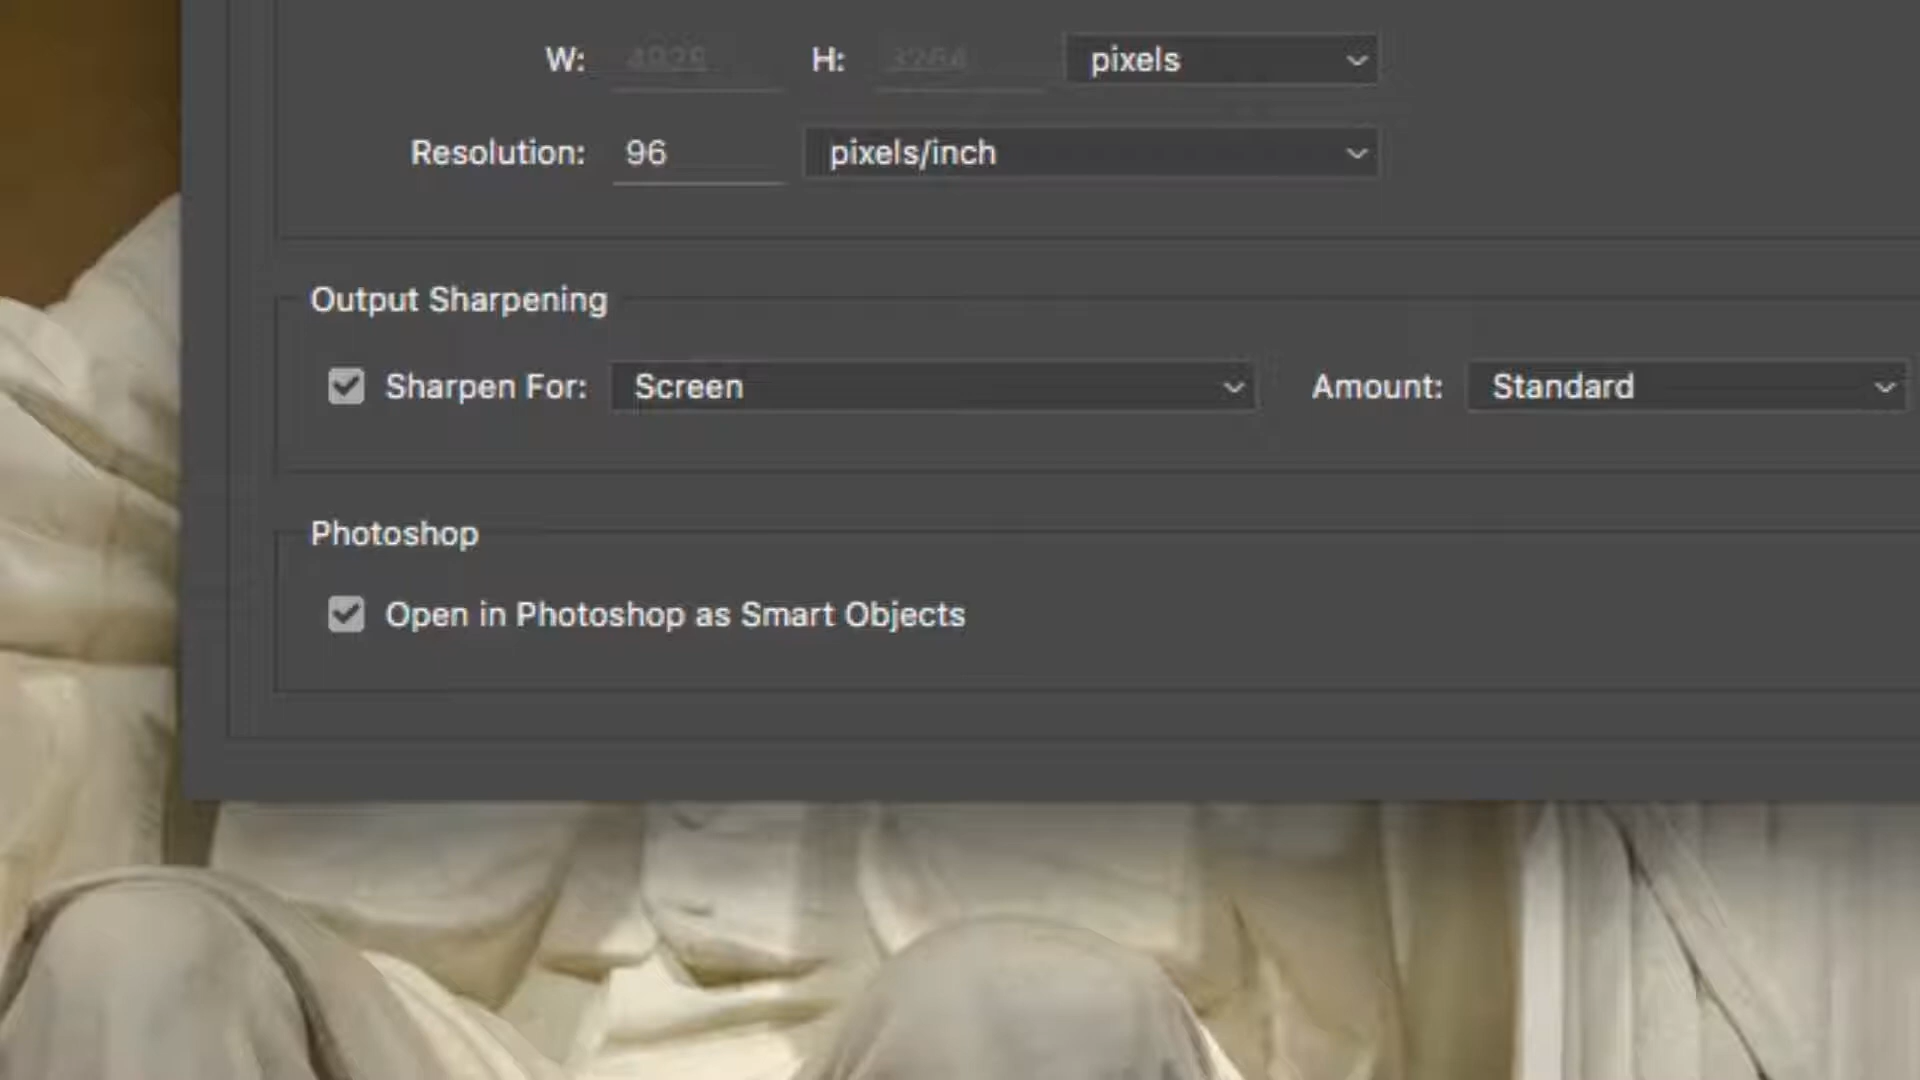 W: H: pixels
Resolution: 96 pixels/inch
Output Sharpening
Sharpen For: Screen Amount: Standard
Photoshop
Open in Photoshop as Smart Objects